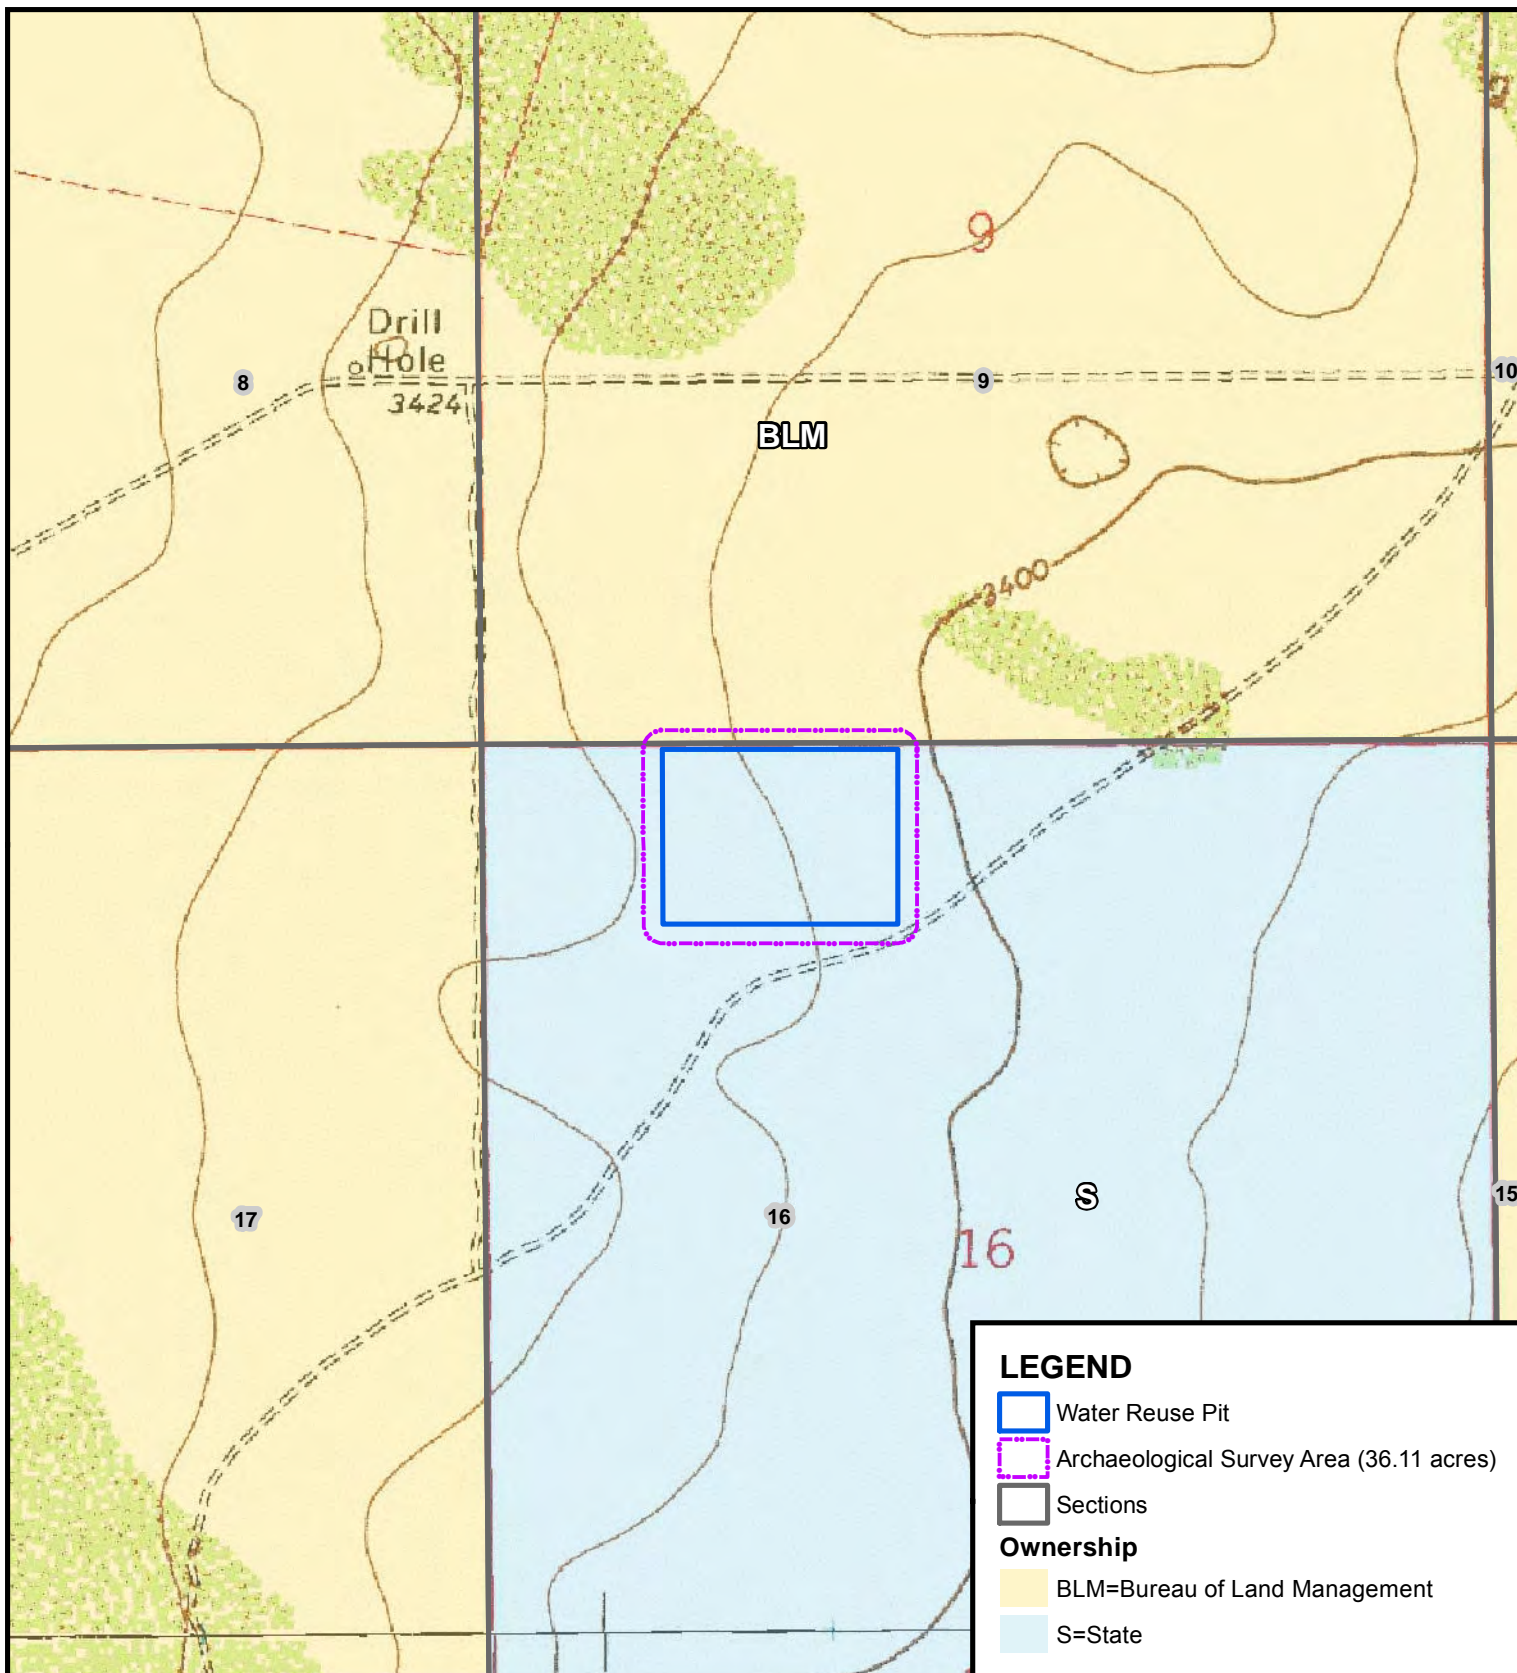 9
Drill
Hole
3424
8
9
10
BLM
3400
17
16
S
15
16
LEGEND
Water Reuse Pit
Archaeological Survey Area (36.11 acres)
Sections
Ownership
BLM=Bureau of Land Management
S=State